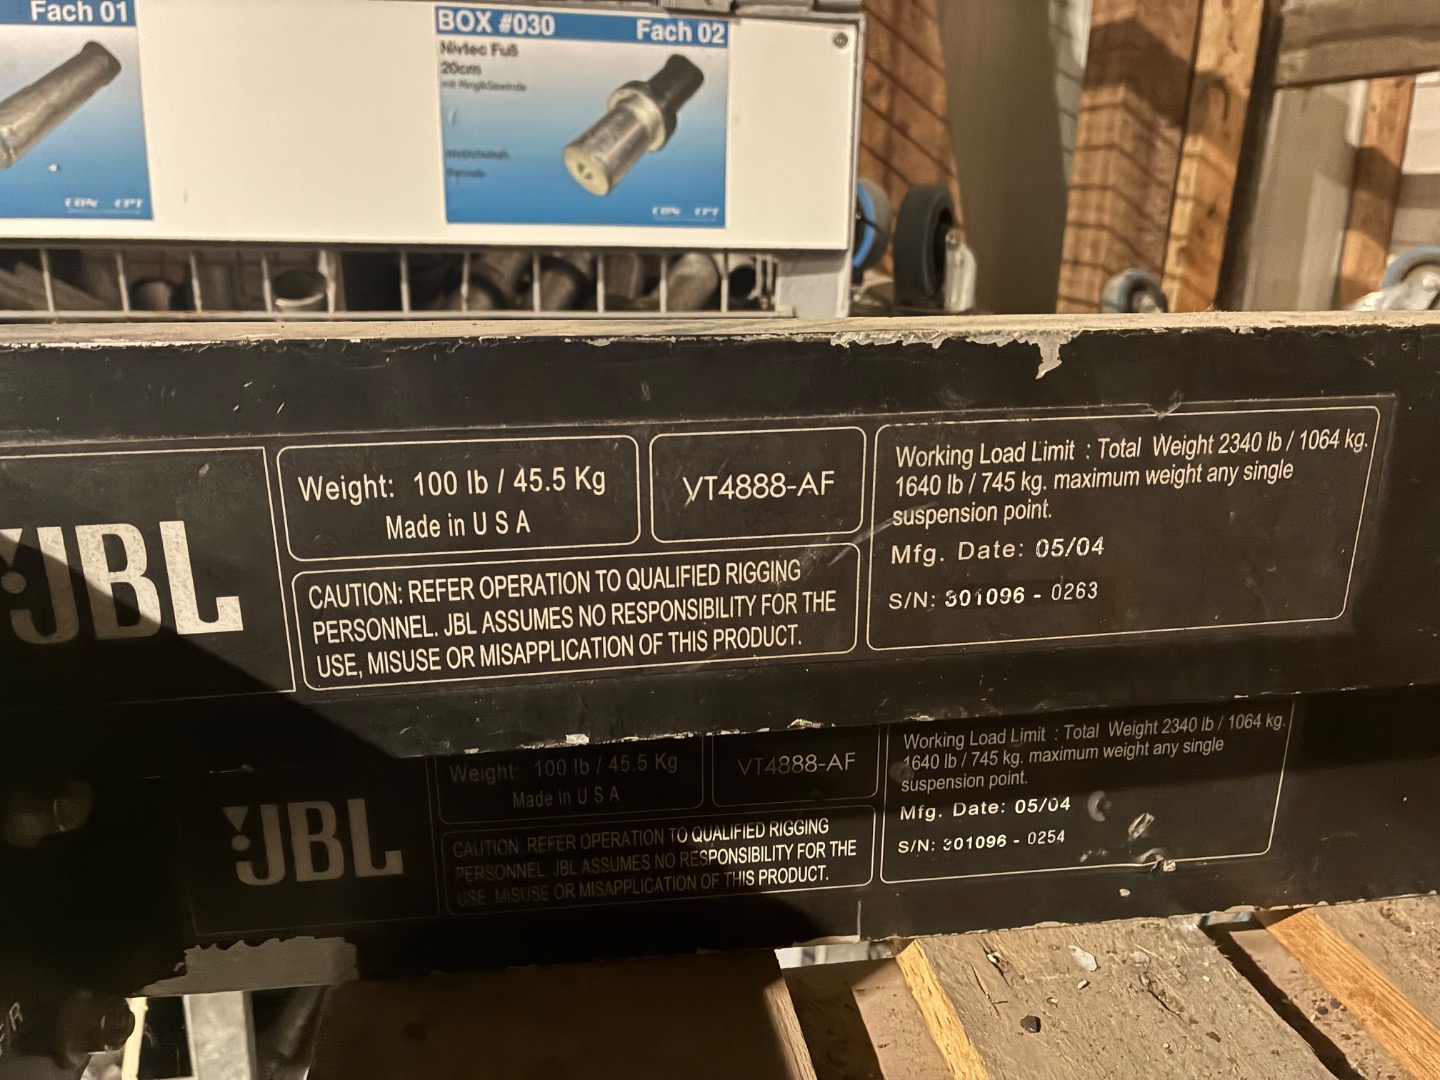 Fach 01
BOX #030
Fach 02
Nivtec Fuß
20cm
Weight: 100 lb / 45.5 Kg
Made in U S A
VT4888-AF
Working Load Limit : Total Weight 2340 lb / 1064 kg.
1640 lb / 745 kg. maximum weight any single
suspension point.
Mfg. Date: 05/04
S/N: 301096 - 0263
JBL
CAUTION: REFER OPERATION TO QUALIFIED RIGGING
PERSONNEL. JBL ASSUMES NO RESPONSIBILITY FOR THE
USE, MISUSE OR MISAPPLICATION OF THIS PRODUCT.
Weight: 100 lb / 45.5 Kg
Made in U S A
VT4888-AF
Working Load Limit : Total Weight 2340 lb / 1064 kg.
1640 lb / 745 kg. maximum weight any single
suspension point.
Mfg. Date: 05/04
S/N: 301096 - 0254
JBL
CAUTION: REFER OPERATION TO QUALIFIED RIGGING
PERSONNEL. JBL ASSUMES NO RESPONSIBILITY FOR THE
USE, MISUSE OR MISAPPLICATION OF THIS PRODUCT.